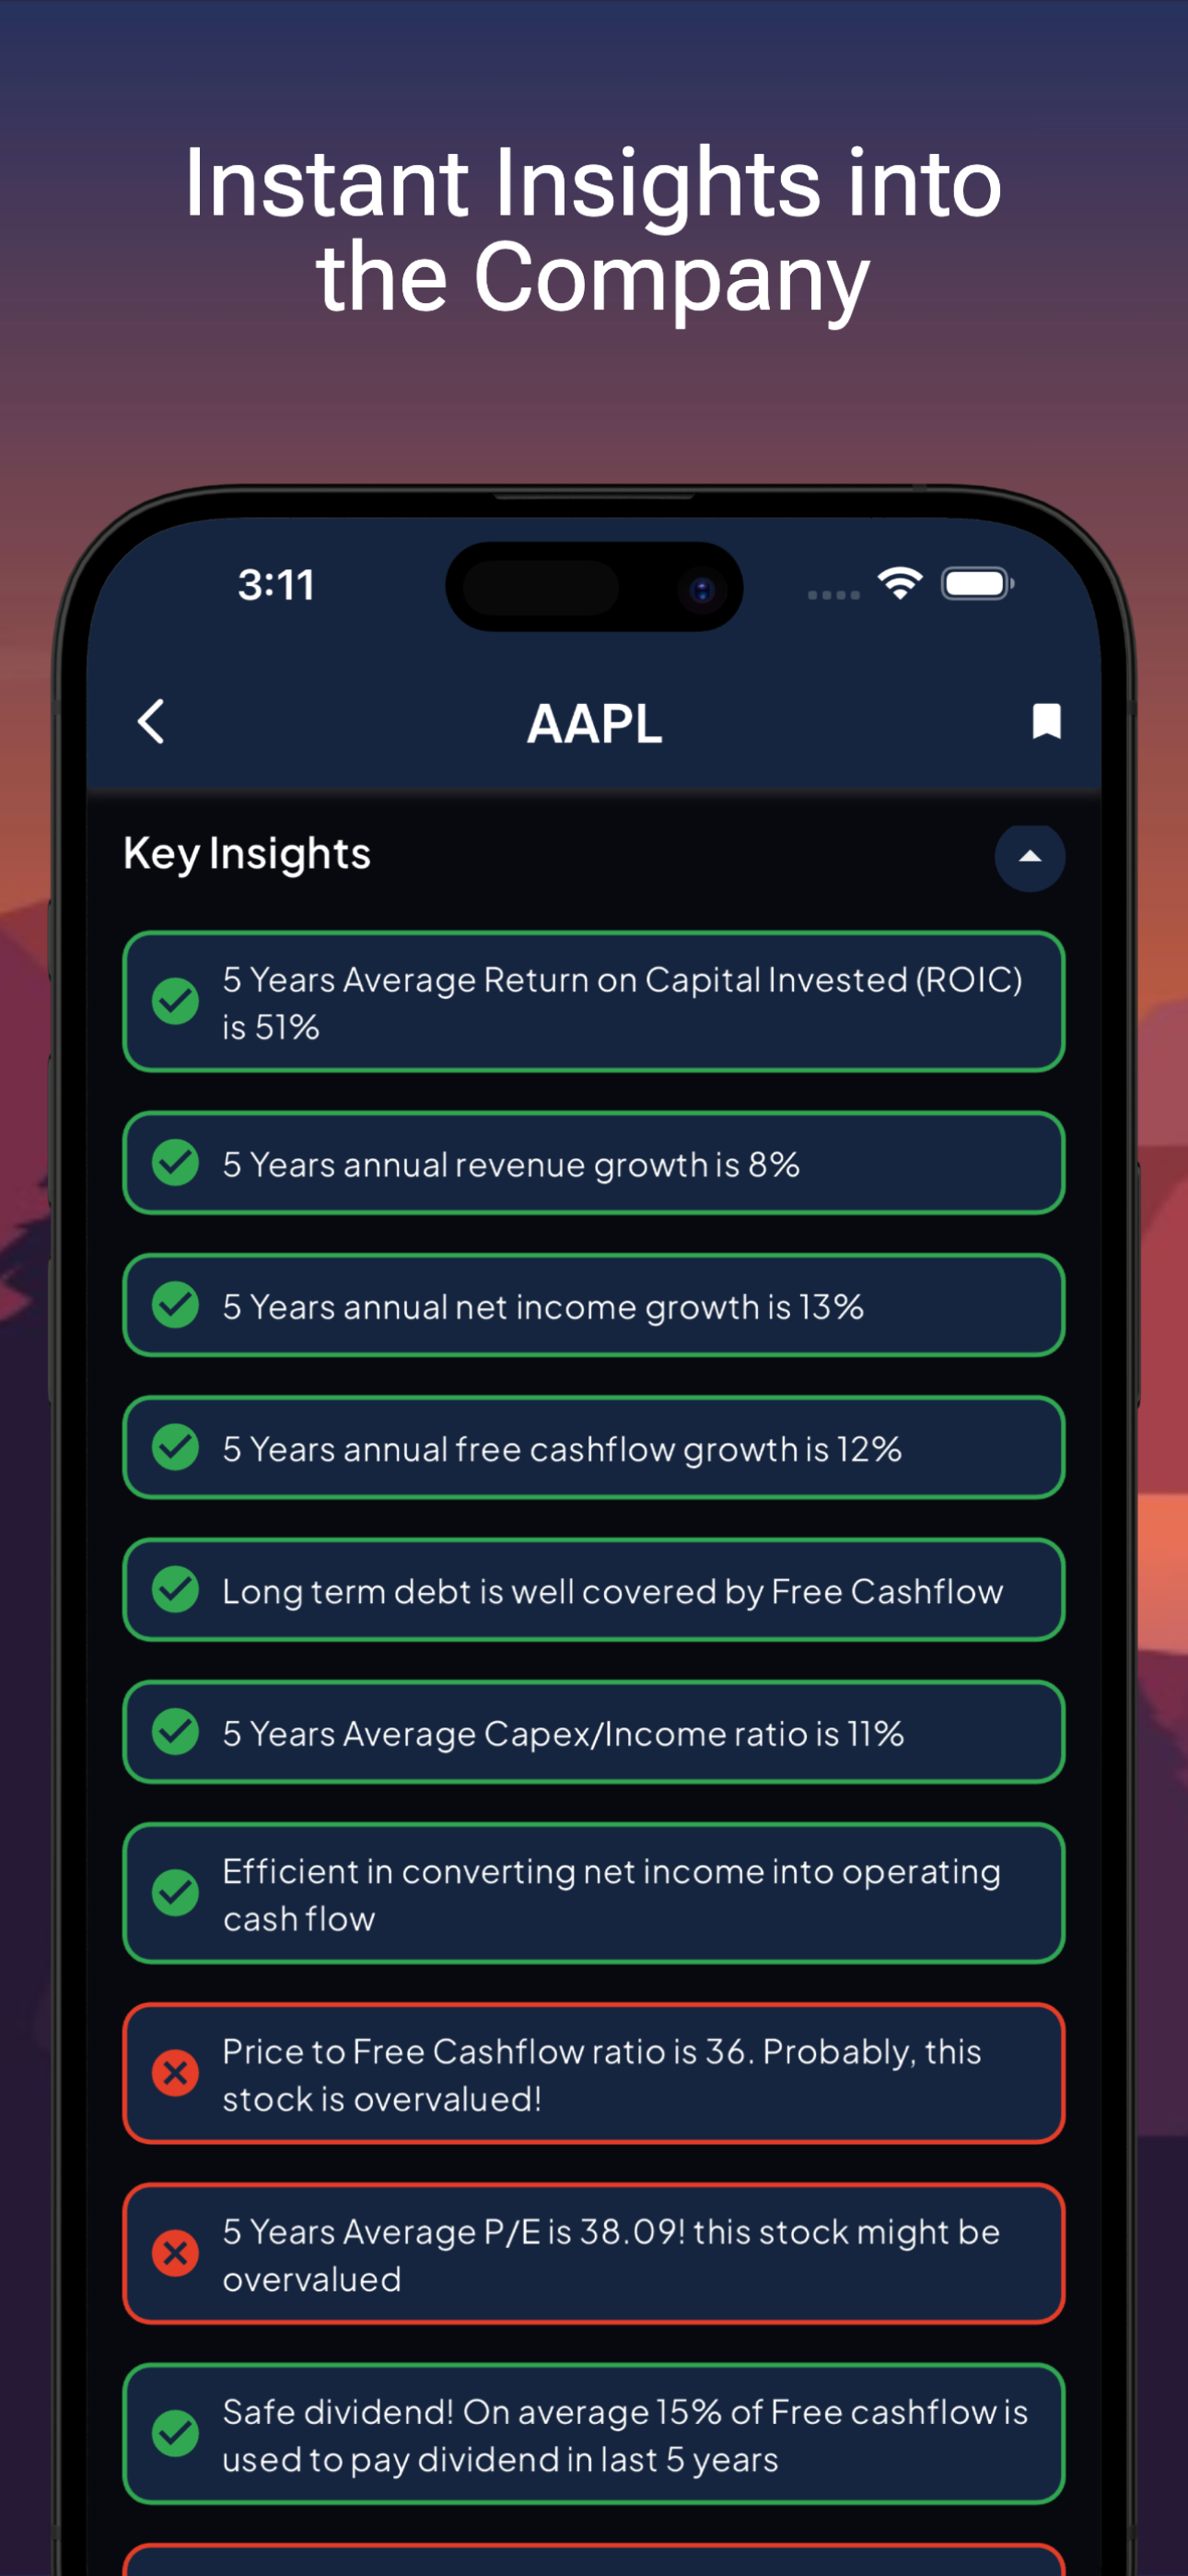 Instant Insights into
the Company
3:11
AAPL
Key Insights
5 Years Average Return on Capital Invested (ROIC)
is 51%
5 Years annual revenue growth is 8%
5 Years annual net income growth is 13%
5 Years annual free cashflow growth is 12%
Long term debt is well covered by Free Cashflow
5 Years Average Capex/Income ratio is 11%
Efficient in converting net income into operating
cash flow
Price to Free Cashflow ratio is 36. Probably, this
stock is overvalued!
5 Years Average P/E is 38.09! this stock might be
overvalued
Safe dividend! On average 15% of Free cashflow is
used to pay dividend in last 5 years